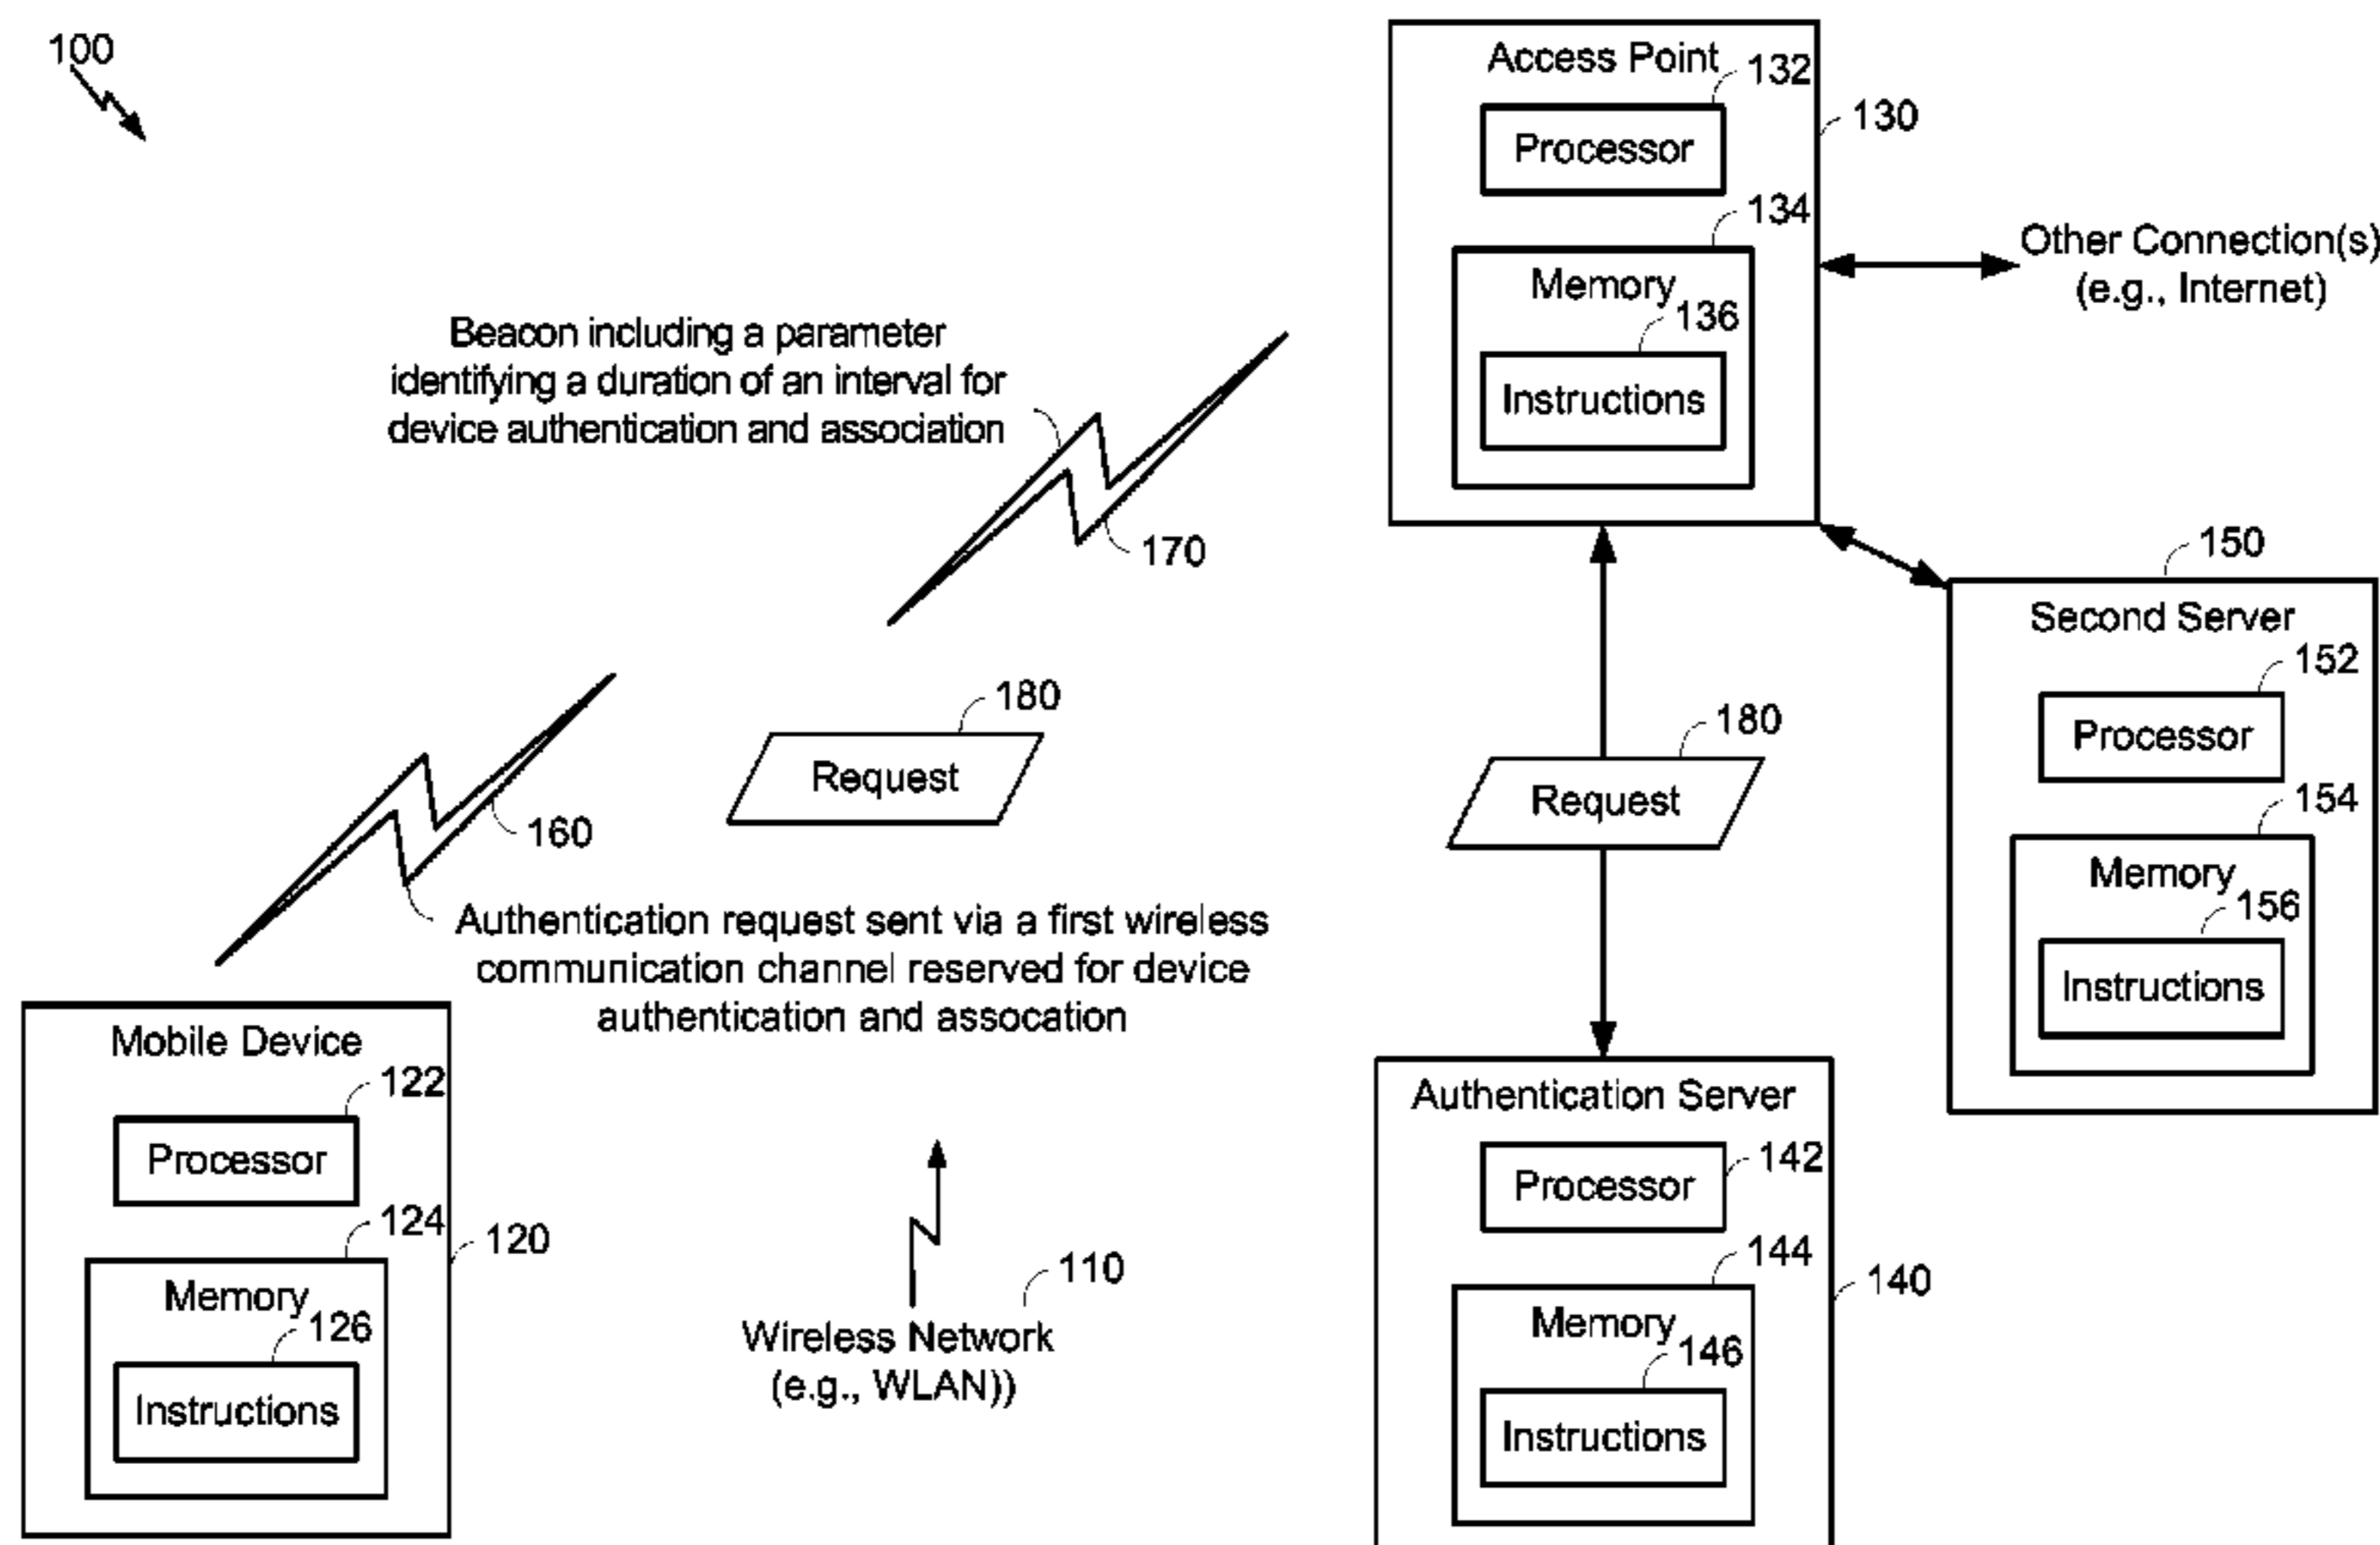 100
Access Point
132
Processor
130
134
Memory
136
Instructions
Other Connection(s)
(e.g., Internet)
Beacon including a parameter
identifying a duration of an interval for
device authentication and association
170
150
Second Server
152
Processor
154
Memory
156
Instructions
180
Request
180
Request
160
Authentication request sent via a first wireless
communication channel reserved for device
authentication and assocation
Mobile Device
122
Processor
124
120
Memory
126
Instructions
110
Wireless Network
(e.g., WLAN))
Authentication Server
142
Processor
144
140
Memory
146
Instructions